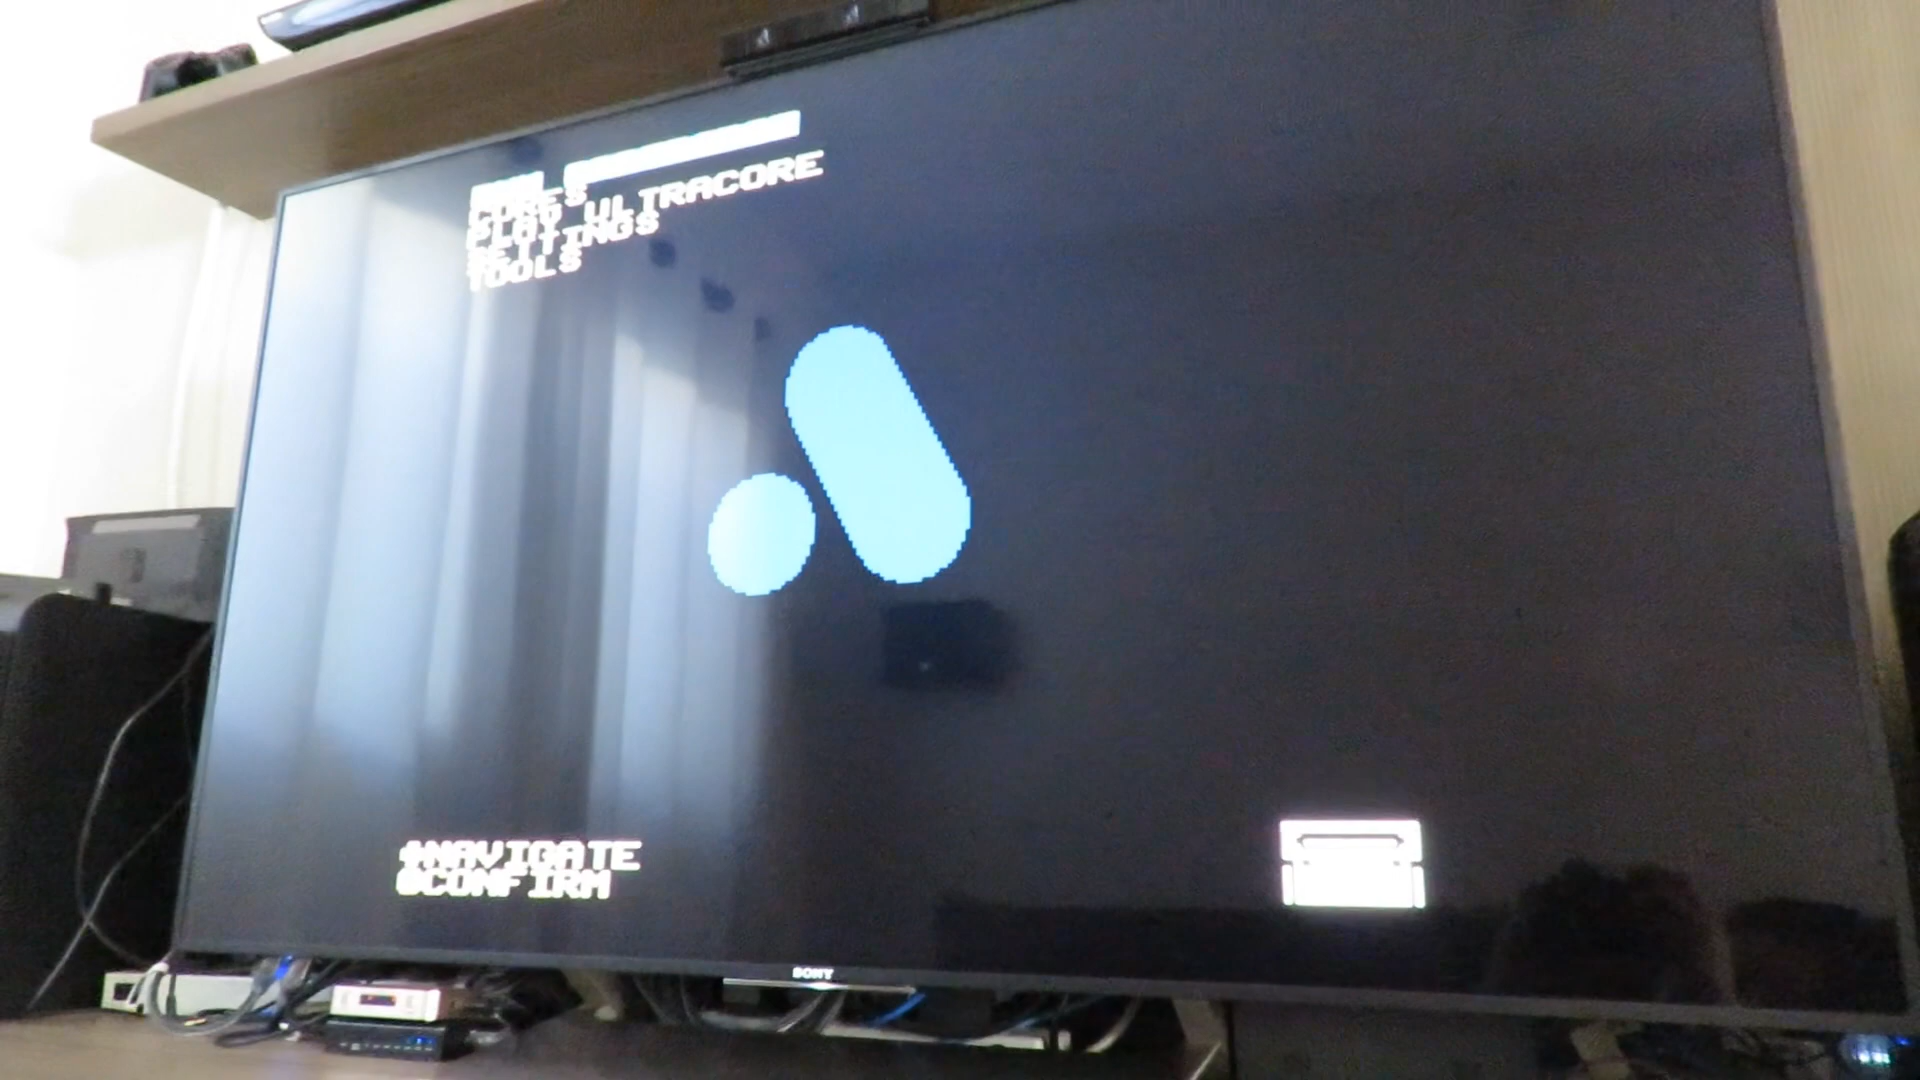 CORES
PLAY ULTRACORE
SETTINGS
TOOLS
NAVIGATE
CONFIRM
SONY